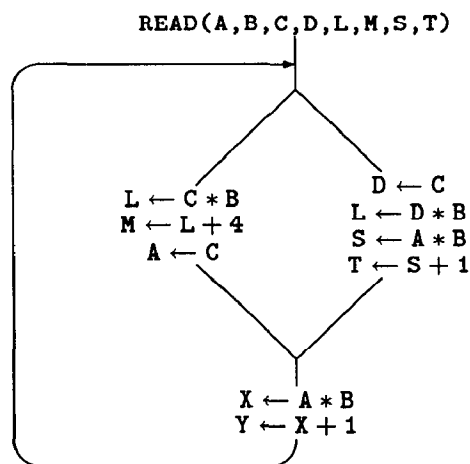 READ(A,B,C,D,L,M,S,T)
L ← C * B
M ← L + 4
A ← C
D ← C
L ← D * B
S ← A * B
T ← S + 1
X ← A * B
Y ← X + 1